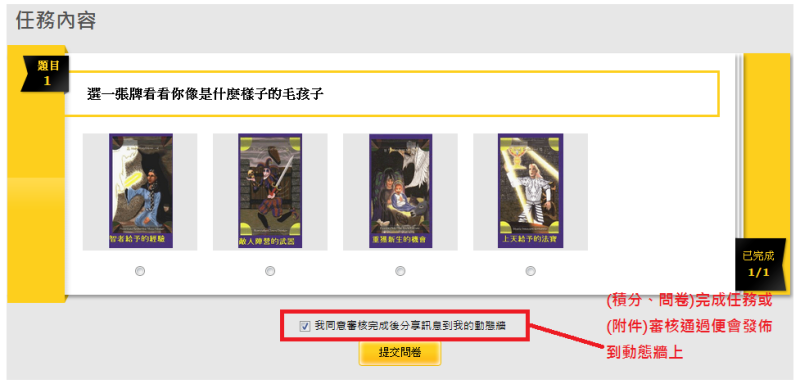 任務內容
題目
1
選一張牌看看你像是什麼樣子的毛孩子
智者給予的經驗
敵人陣營的武器
重獲新生的機會
上天給予的法寶
已完成
1/1
(積分、問卷)完成任務或
(附件)審核通過便會發佈
到動態牆上
我同意審核完成後分享訊息到我的動態牆
提交問卷